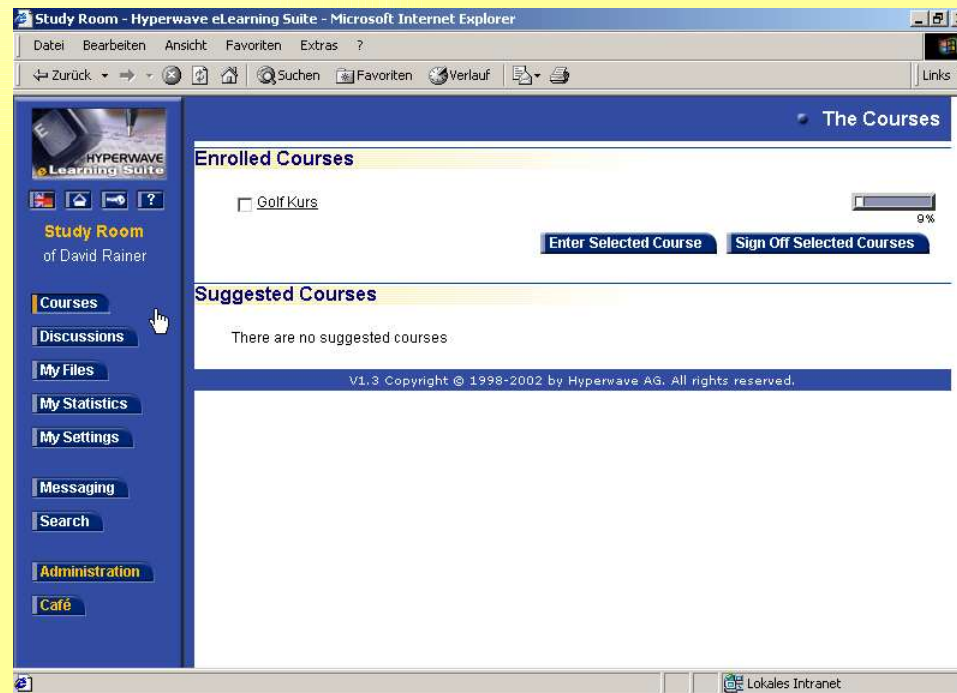 Study Room - Hyperwave eLearning Suite - Microsoft Internet Explorer
Datei Bearbeiten Ansicht Favoriten Extras ?
Zurück Suchen Favoriten Verlauf Links
E
HYPERWAVE
eLearning Suite
?
Study Room
of David Rainer
Courses
Discussions
My Files
My Statistics
My Settings
Messaging
Search
Administration
Café
The Courses
Enrolled Courses
Golf Kurs
9%
Enter Selected Course Sign Off Selected Courses
Suggested Courses
There are no suggested courses
V1.3 Copyright © 1998-2002 by Hyperwave AG. All rights reserved.
Lokales Intranet